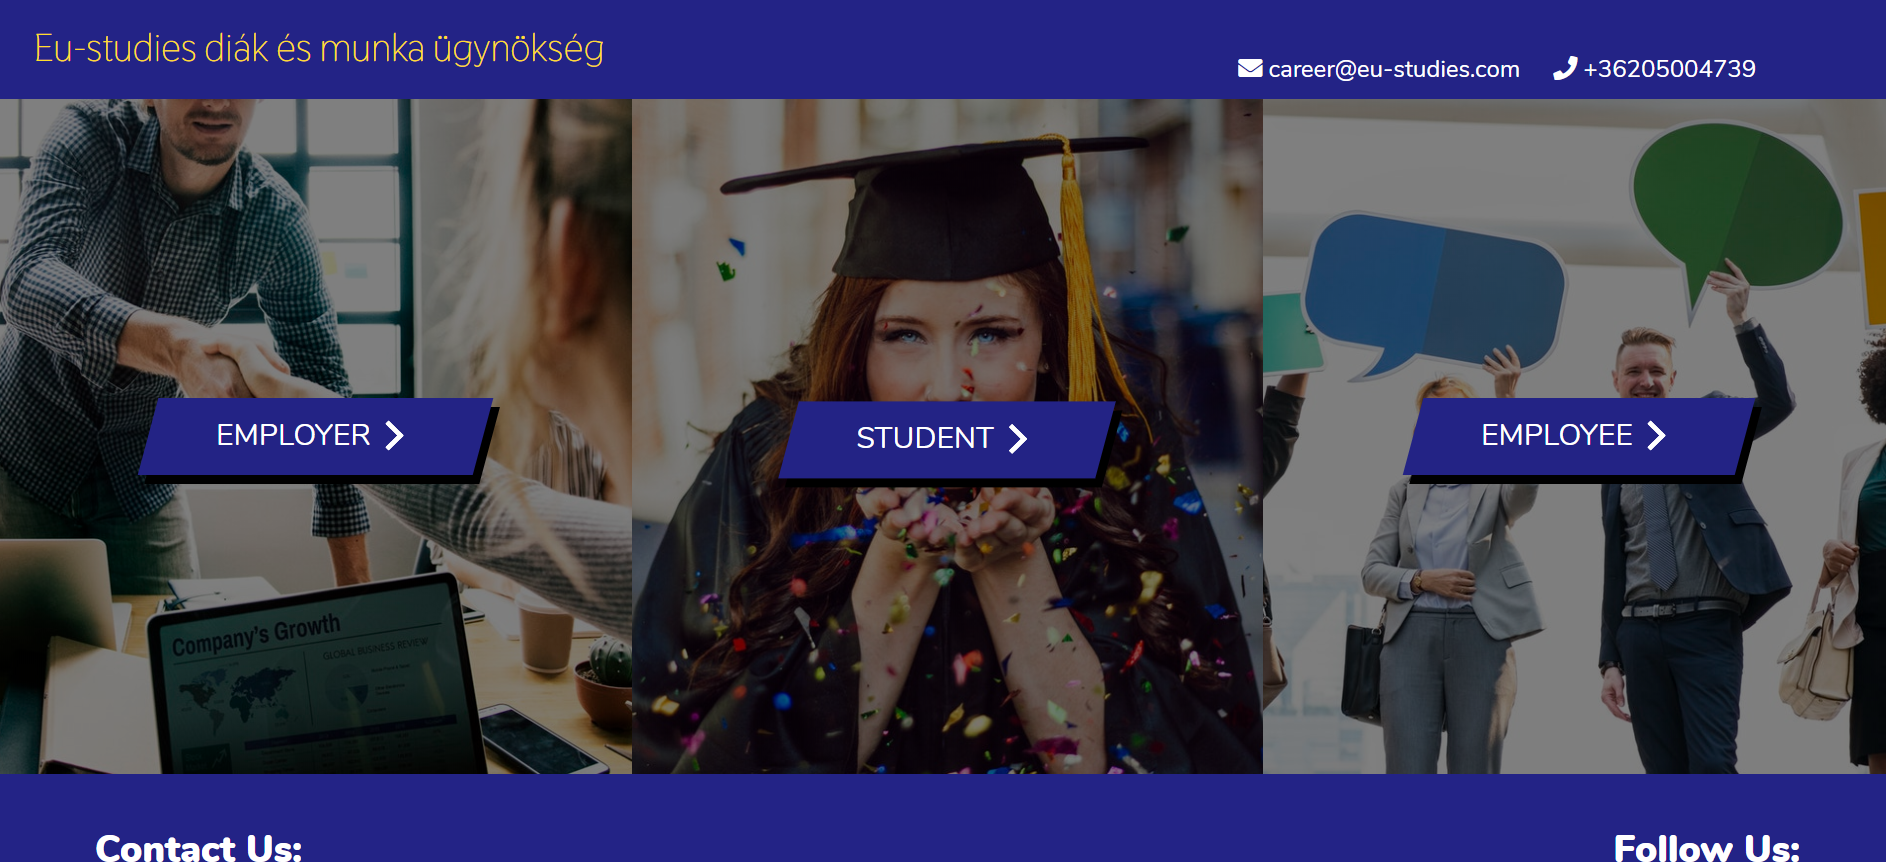 Eu-studies diák és munka ügynökség
career@eu-studies.com +36205004739
EMPLOYER
STUDENT
EMPLOYEE
Company's Growth
GLOBAL BUSINESS REVIEW
Contact Us:
Follow Us: